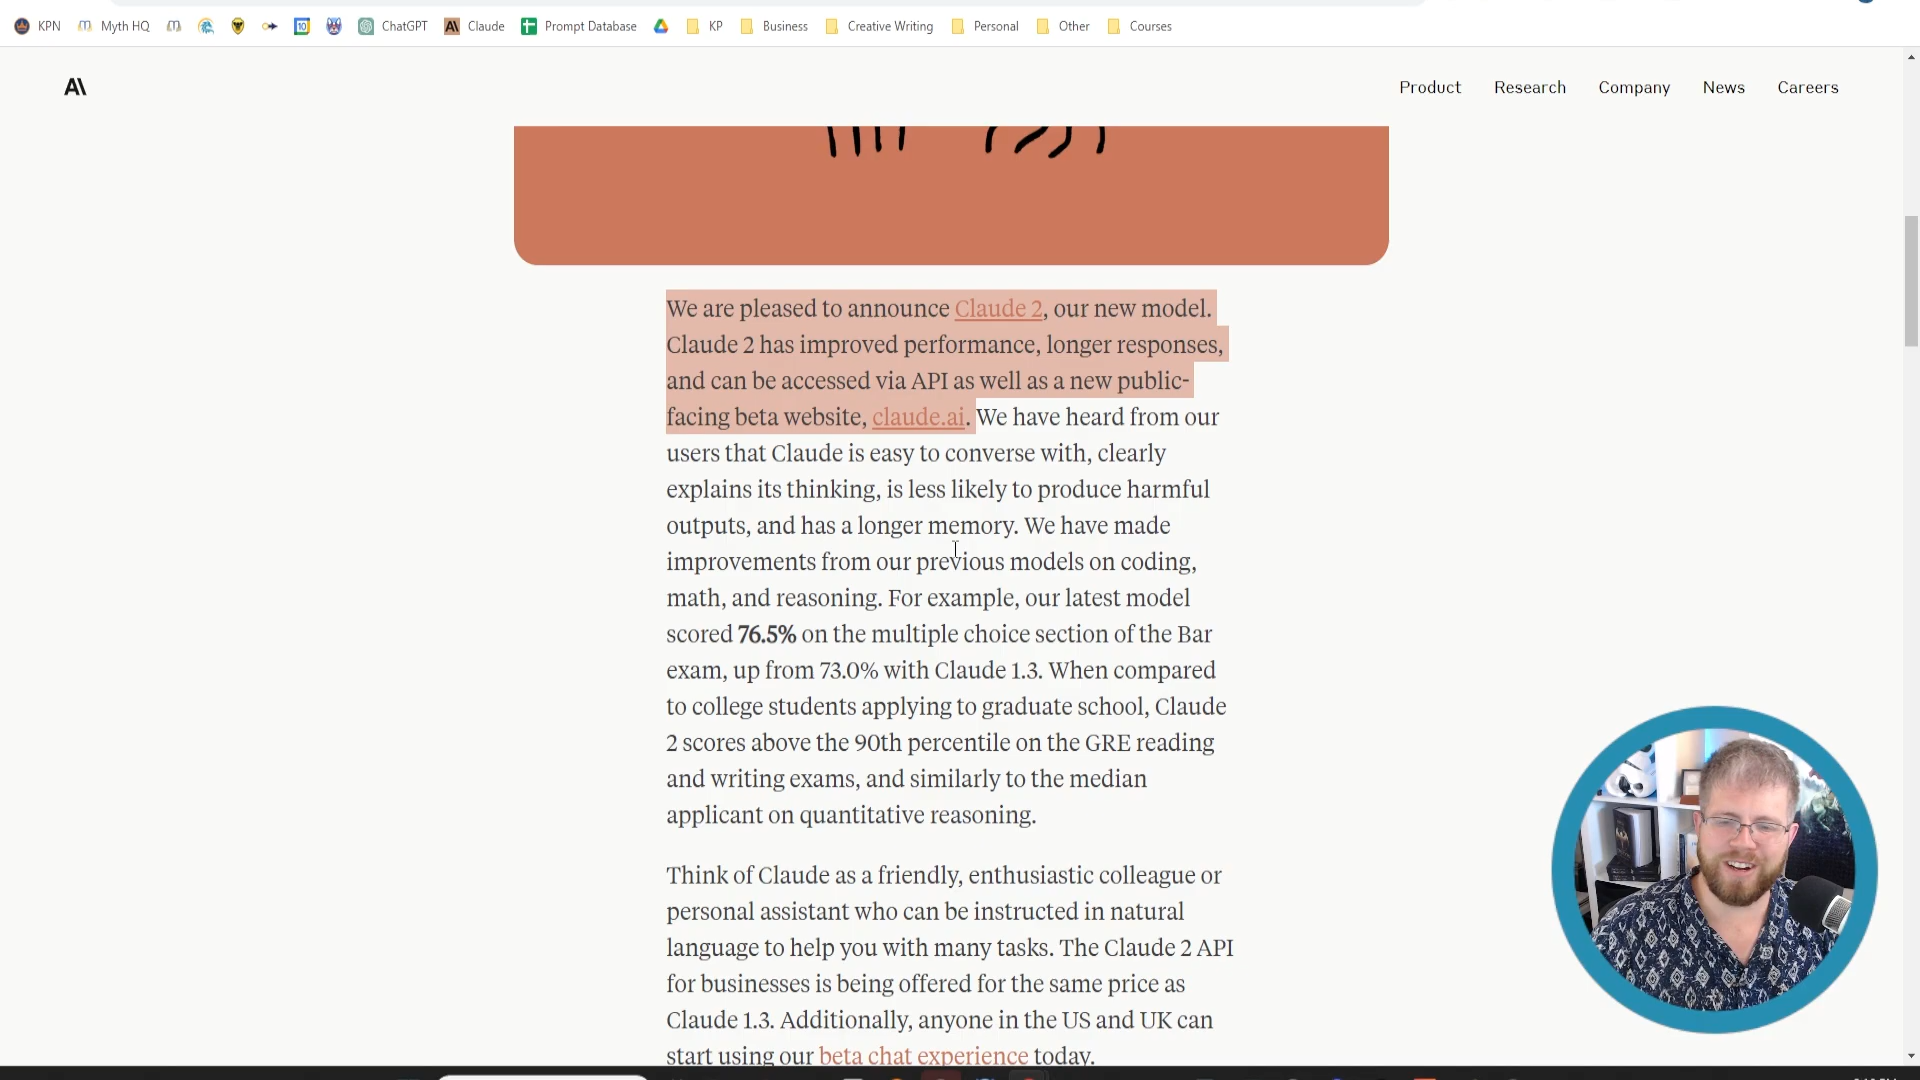 KPN Myth HQ ChatGPT Claude Prompt Database KP Business Creative Writing Personal Other Courses
A\ Product Research Company News Careers
We are pleased to announce Claude 2, our new model.
Claude 2 has improved performance, longer responses,
and can be accessed via API as well as a new public-
facing beta website, claude.ai. We have heard from our
users that Claude is easy to converse with, clearly
explains its thinking, is less likely to produce harmful
outputs, and has a longer memory. We have made
improvements from our previous models on coding,
math, and reasoning. For example, our latest model
scored 76.5% on the multiple choice section of the Bar
exam, up from 73.0% with Claude 1.3. When compared
to college students applying to graduate school, Claude
2 scores above the 90th percentile on the GRE reading
and writing exams, and similarly to the median
applicant on quantitative reasoning.
Think of Claude as a friendly, enthusiastic colleague or
personal assistant who can be instructed in natural
language to help you with many tasks. The Claude 2 API
for businesses is being offered for the same price as
Claude 1.3. Additionally, anyone in the US and UK can
start using our beta chat experience today.